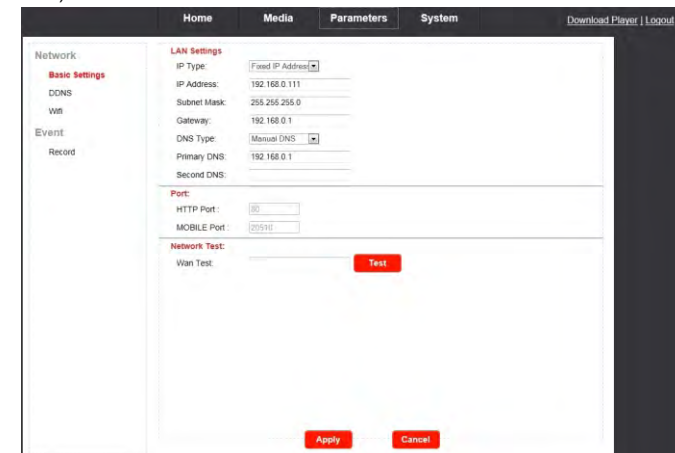 Home Media Parameters System Download Player | Logout
Network
Basic Settings
DDNS
Wifi
Event
Record
LAN Settings
IP Type: Fixed IP Address
IP Address: 192.168.0.111
Subnet Mask: 255.255.255.0
Gateway: 192.168.0.1
DNS Type: Manual DNS
Primary DNS: 192.168.0.1
Second DNS:
Port:
HTTP Port : 80
MOBILE Port : 20510
Network Test:
Wan Test: Test
Apply Cancel